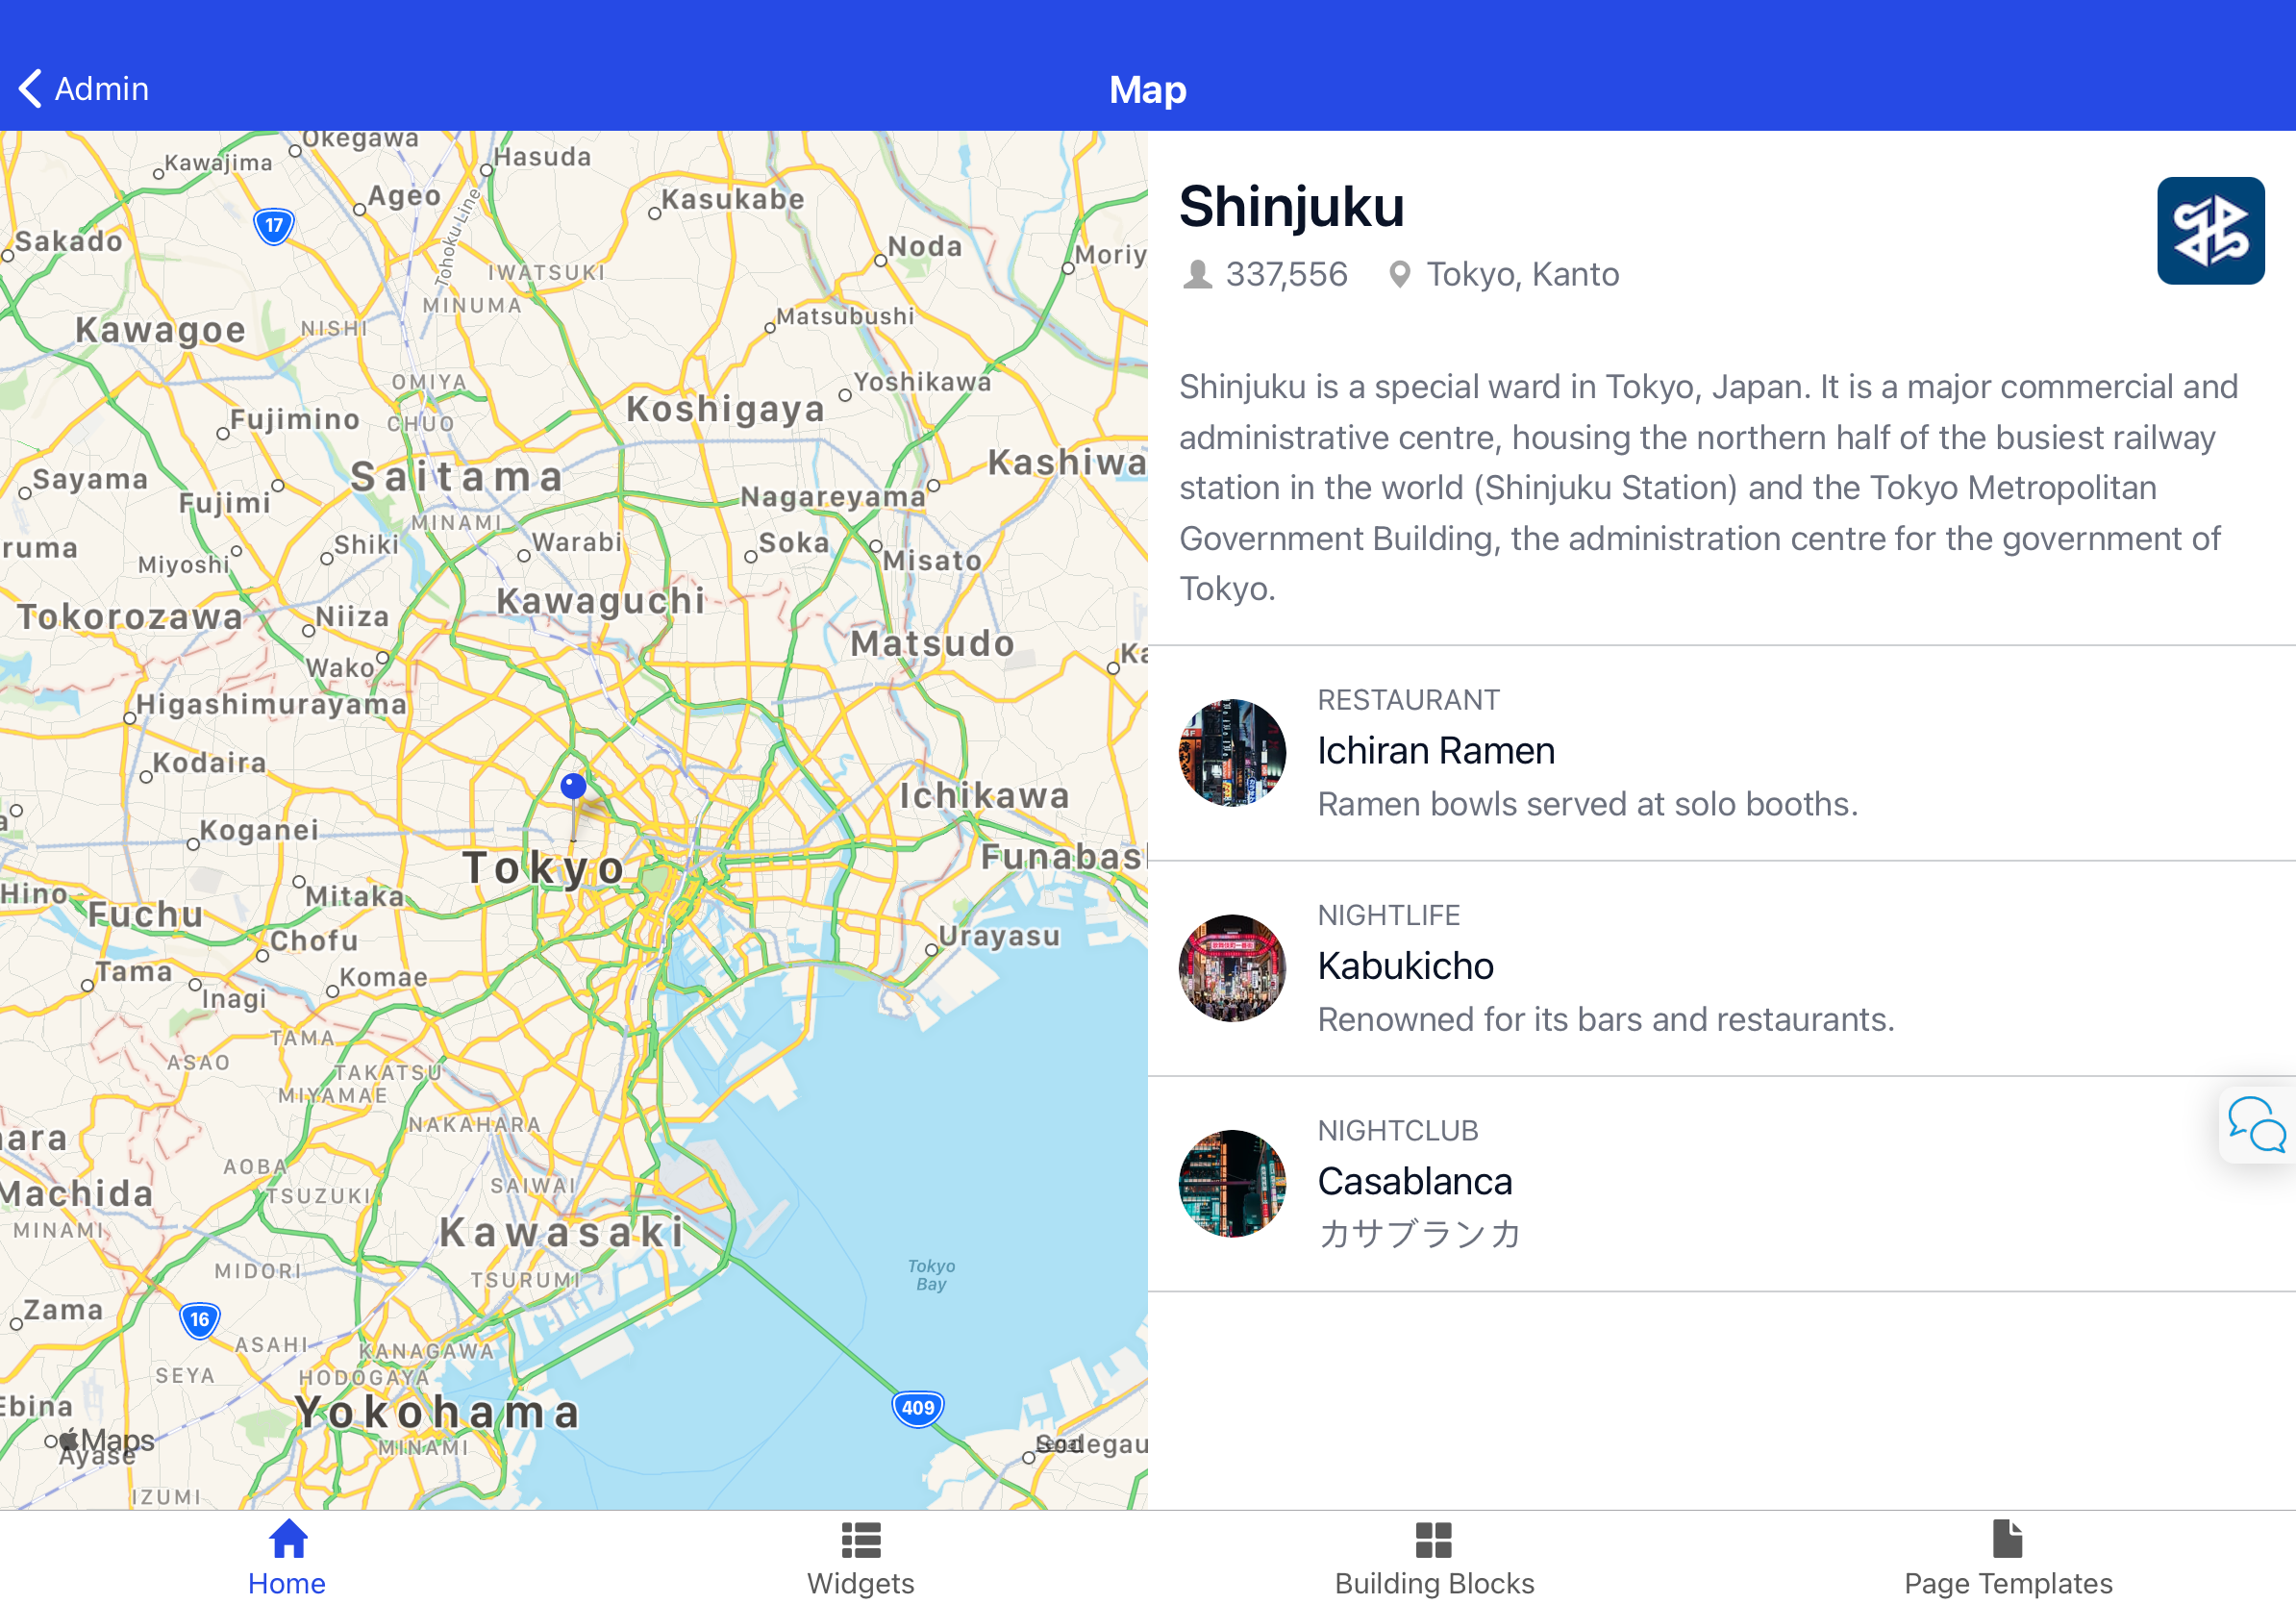 Admin
Map
Okegawa
Kawajima
Hasuda
Ageo
Kasukabe
17
Tohoku-Line
Sakado
Noda
Moriy
IWATSUKI
MINUMA
Kawagoe
NISHI
Matsubushi
OMIYA
Yoshikawa
Koshigaya
Fujimino
CHUO
Kashiwa
Saitama
Sayama
Fujimi
Nagareyama
MINAMI
ruma
Shiki
Warabi
Soka
Miyoshi
Misato
Kawaguchi
Tokorozawa
Niiza
Matsudo
Wako
Ka
Higashimurayama
Kodaira
Ichikawa
Koganei
Tokyo
Funabas
Hino
Mitaka
Fuchu
Chofu
Urayasu
Tama
Komae
Inagi
TAMA
ASAO
TAKATSU
MIYAMAE
NAKAHARA
ara
AOBA
Machida
TSUZUKI
SAIWAI
MINAMI
Kawasaki
MIDORI
TSURUMI
Tokyo
Bay
Zama
16
ASAHI
KANAGAWA
SEYA
HODOGAYA
Ebina
Yokohama
409
Maps
Ayase
MINAMI
Legal
Sodegau
IZUMI
Shinjuku
337,556 Tokyo, Kanto
Shinjuku is a special ward in Tokyo, Japan. It is a major commercial and
administrative centre, housing the northern half of the busiest railway
station in the world (Shinjuku Station) and the Tokyo Metropolitan
Government Building, the administration centre for the government of
Tokyo.
RESTAURANT
Ichiran Ramen
Ramen bowls served at solo booths.
NIGHTLIFE
Kabukicho
Renowned for its bars and restaurants.
NIGHTCLUB
Casablanca
カサブランカ
Home
Widgets
Building Blocks
Page Templates